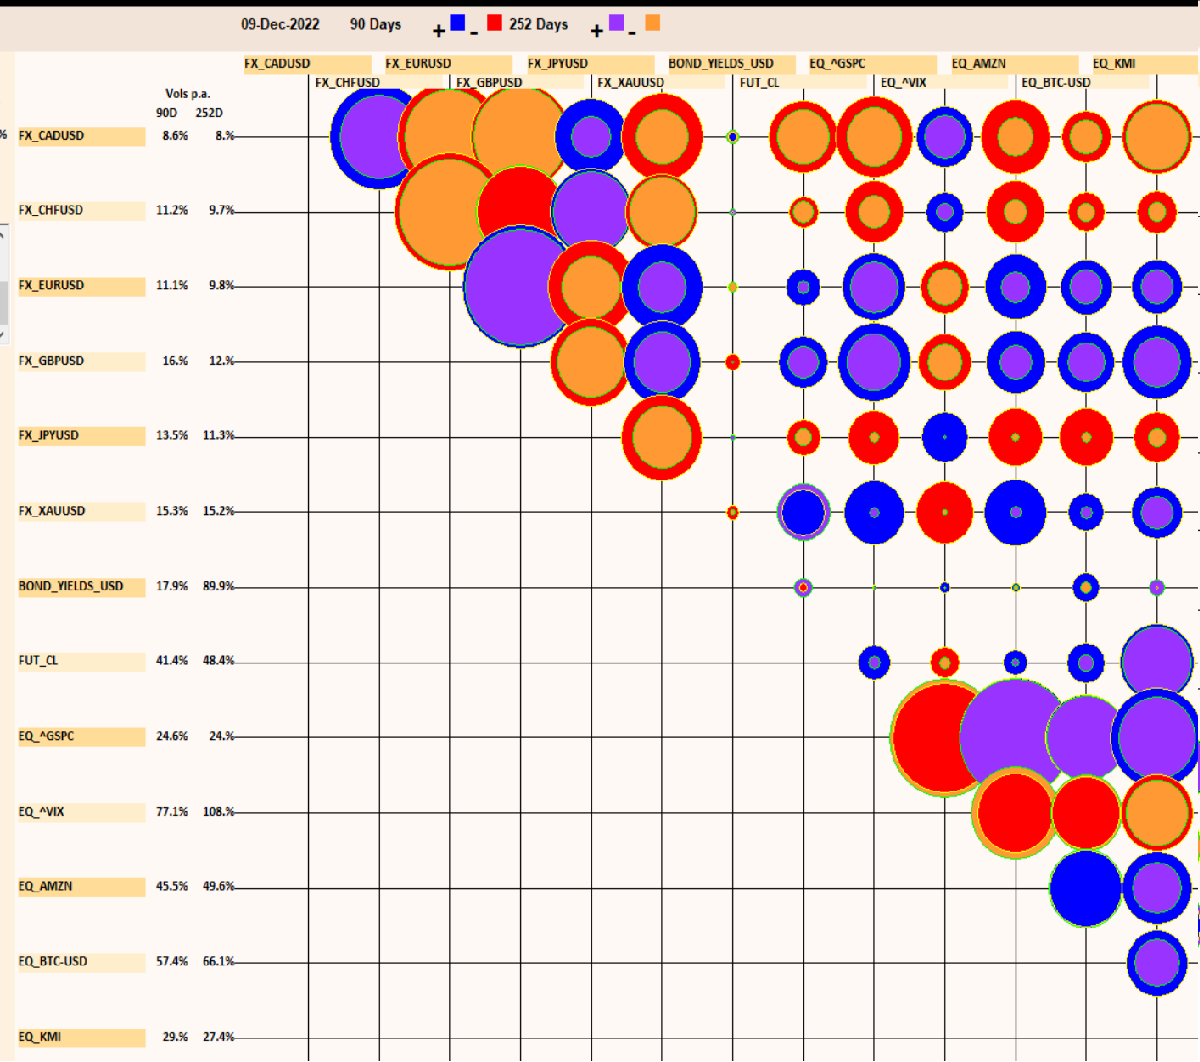 09-Dec-2022 90 Days + - 252 Days + -
FX_CADUSD FX_EURUSD FX_JPYUSD BOND_YIELDS_USD EQ_^GSPC EQ_AMZN EQ_KMI
FX_CHFUSD FX_GBPUSD FX_XAUUSD FUT_CL EQ_^VIX EQ_BTC-USD
Vols p.a.
90D 252D
% FX_CADUSD 8.6% 8.%
FX_CHFUSD 11.2% 9.7%
FX_EURUSD 11.1% 9.8%
FX_GBPUSD 16.% 12.%
FX_JPYUSD 13.5% 11.3%
FX_XAUUSD 15.3% 15.2%
BOND_YIELDS_USD 17.9% 89.9%
FUT_CL 41.4% 48.4%
EQ_^GSPC 24.6% 24.%
EQ_^VIX 77.1% 108.%
EQ_AMZN 45.5% 49.6%
EQ_BTC-USD 57.4% 66.1%
EQ_KMI 29.% 27.4%